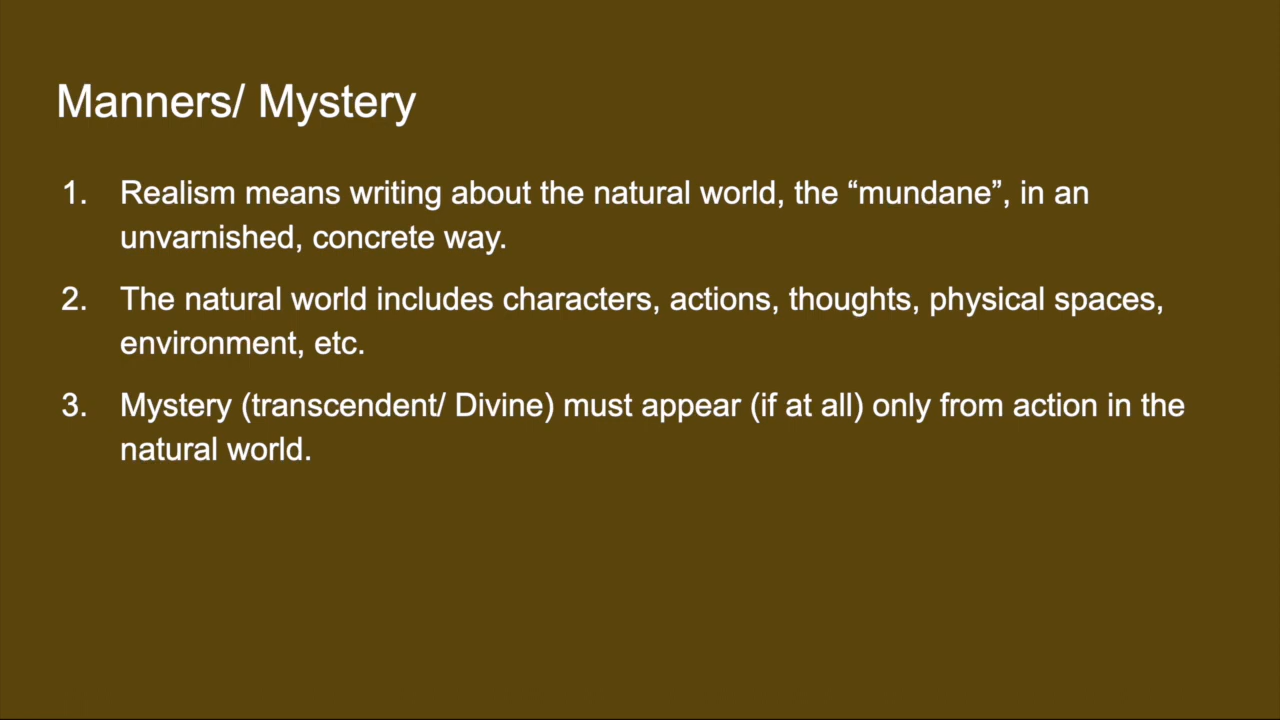 Manners/ Mystery
1. Realism means writing about the natural world, the “mundane”, in an
unvarnished, concrete way.
2. The natural world includes characters, actions, thoughts, physical spaces,
environment, etc.
3. Mystery (transcendent/ Divine) must appear (if at all) only from action in the
natural world.